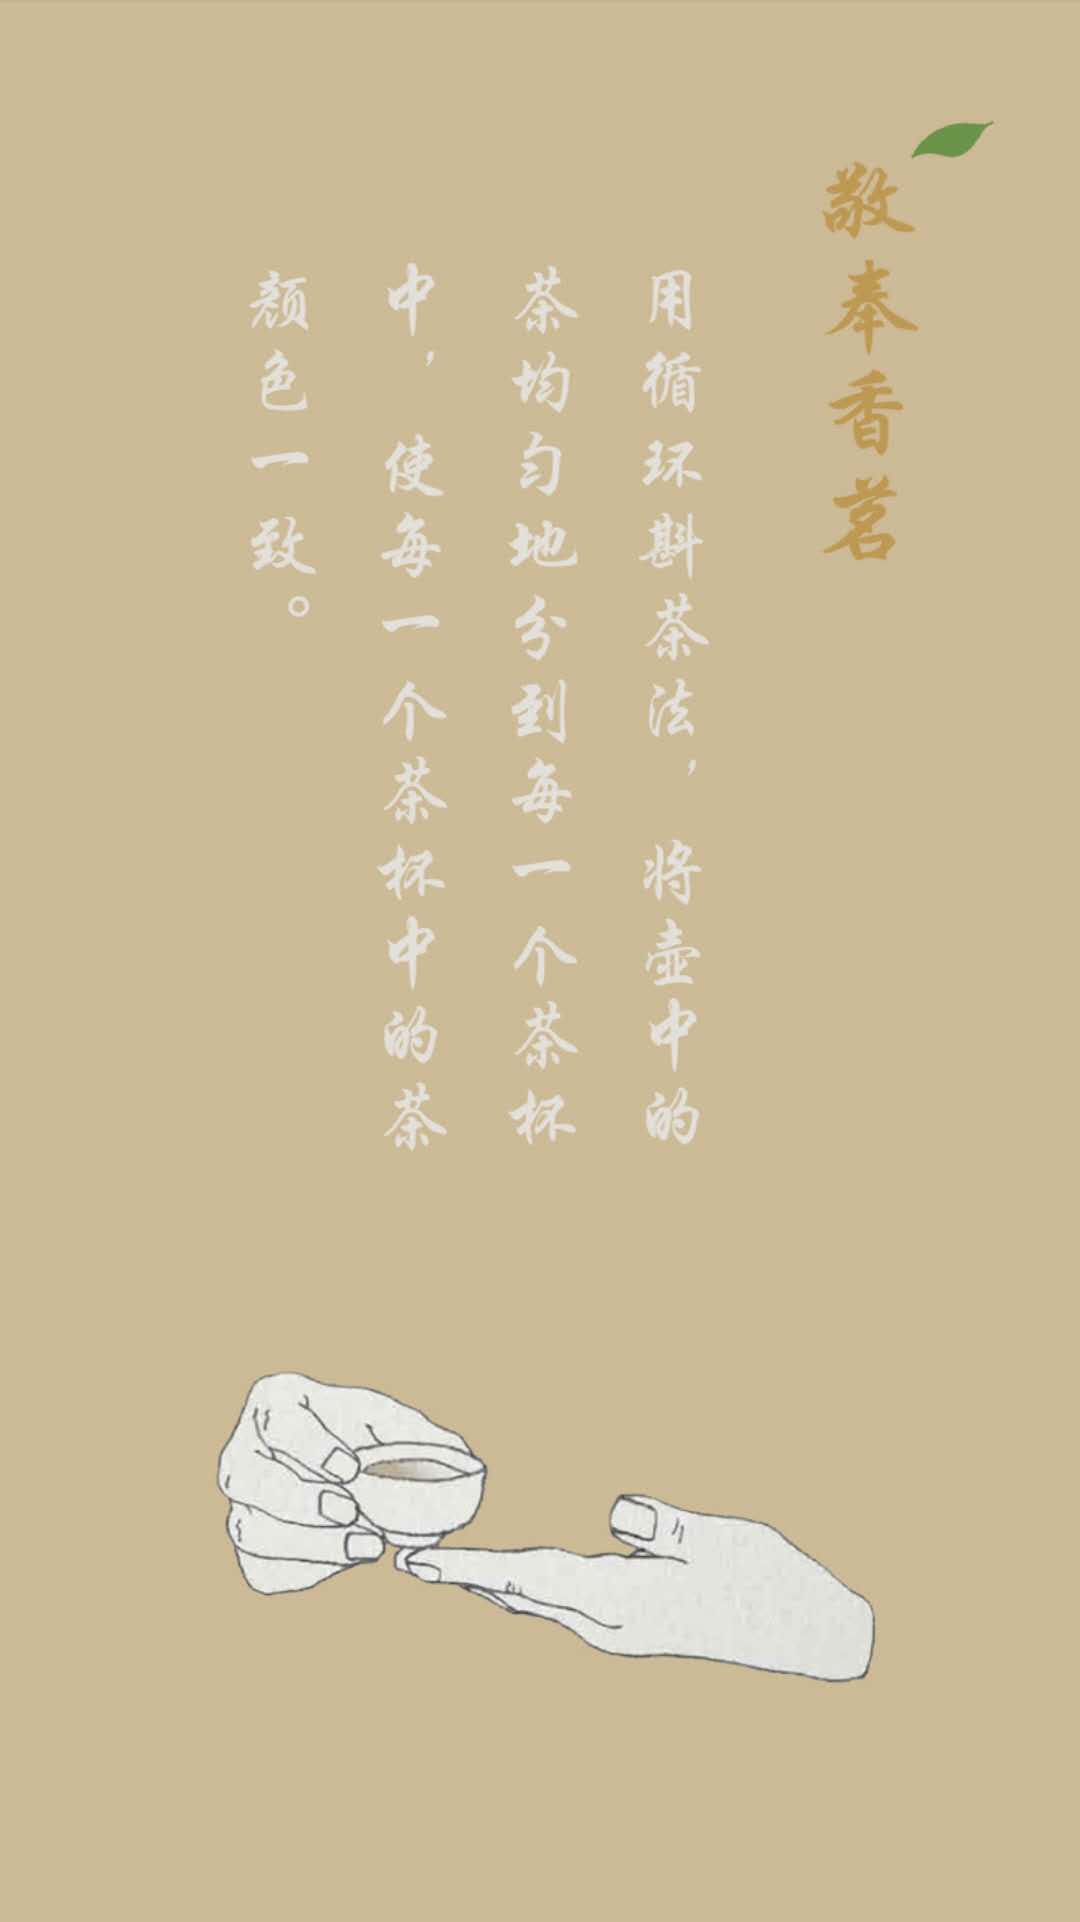 敬奉香茗
用循环斟茶法，将壶中的
茶均匀地分到每一个茶杯
中，使每一个茶杯中的茶
颜色一致。